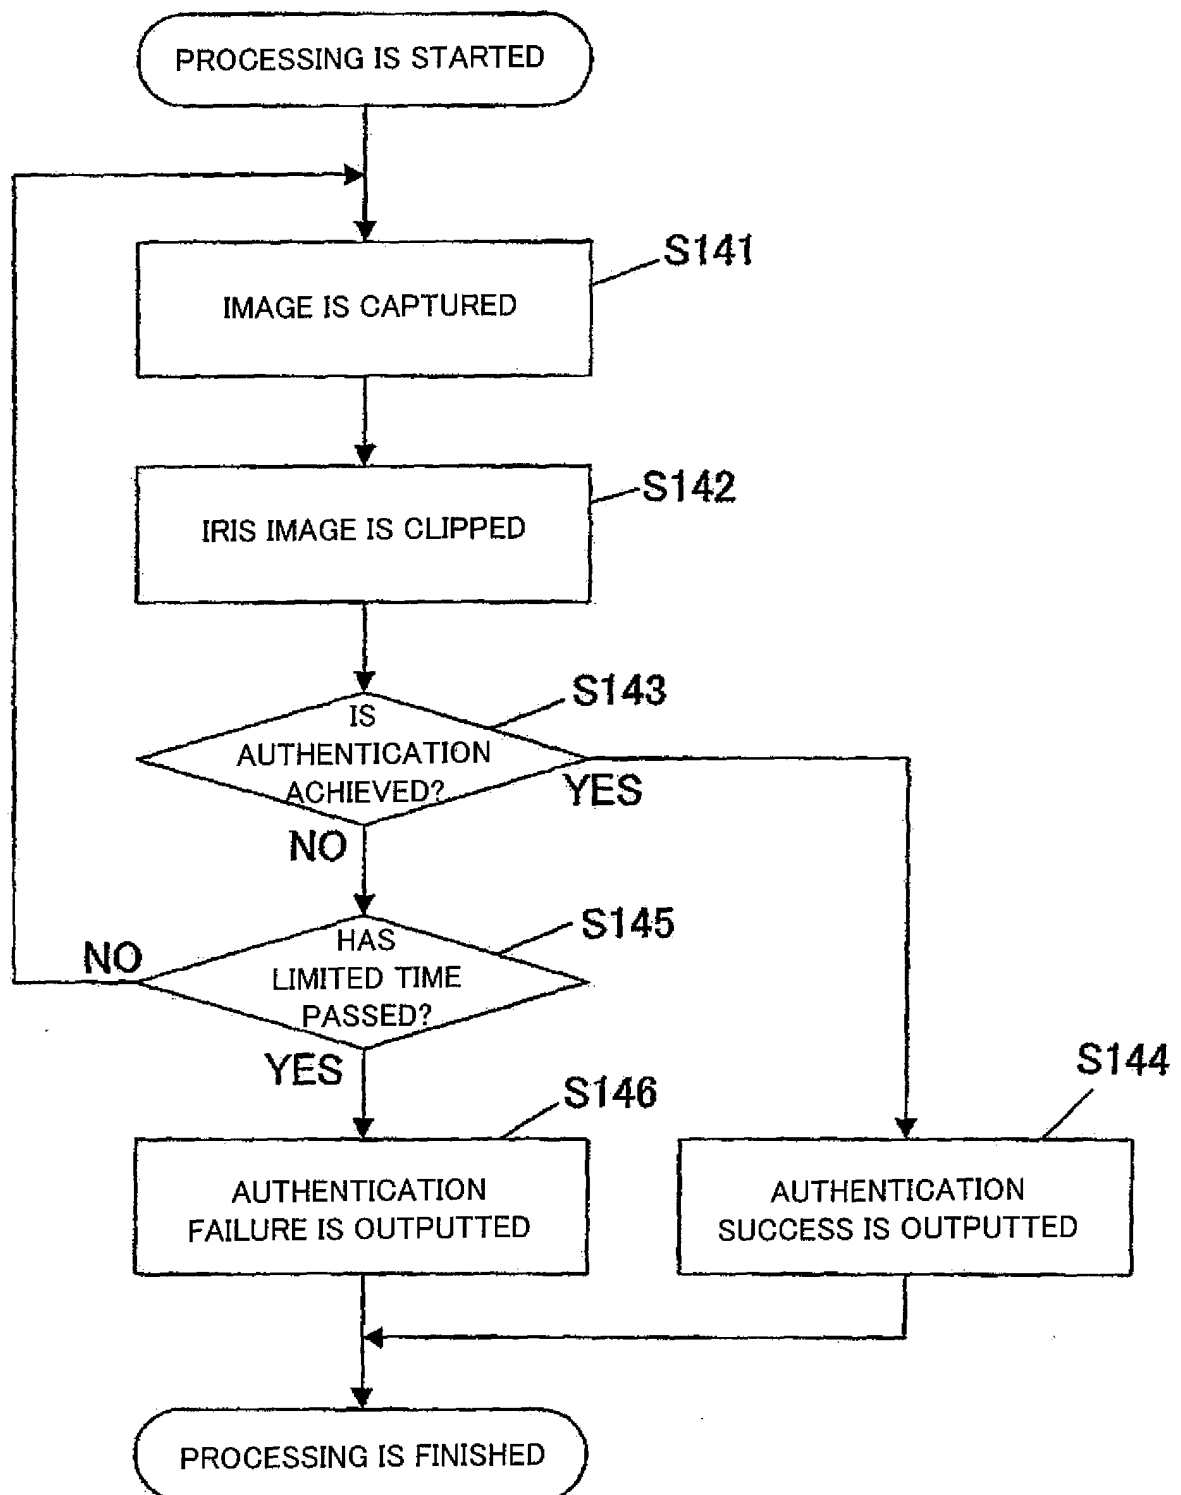 PROCESSING IS STARTED
S141
IMAGE IS CAPTURED
S142
IRIS IMAGE IS CLIPPED
S143
IS
AUTHENTICATION
ACHIEVED?
YES
NO
S145
HAS
LIMITED TIME
PASSED?
NO
YES
S146
AUTHENTICATION
FAILURE IS OUTPUTTED
S144
AUTHENTICATION
SUCCESS IS OUTPUTTED
PROCESSING IS FINISHED